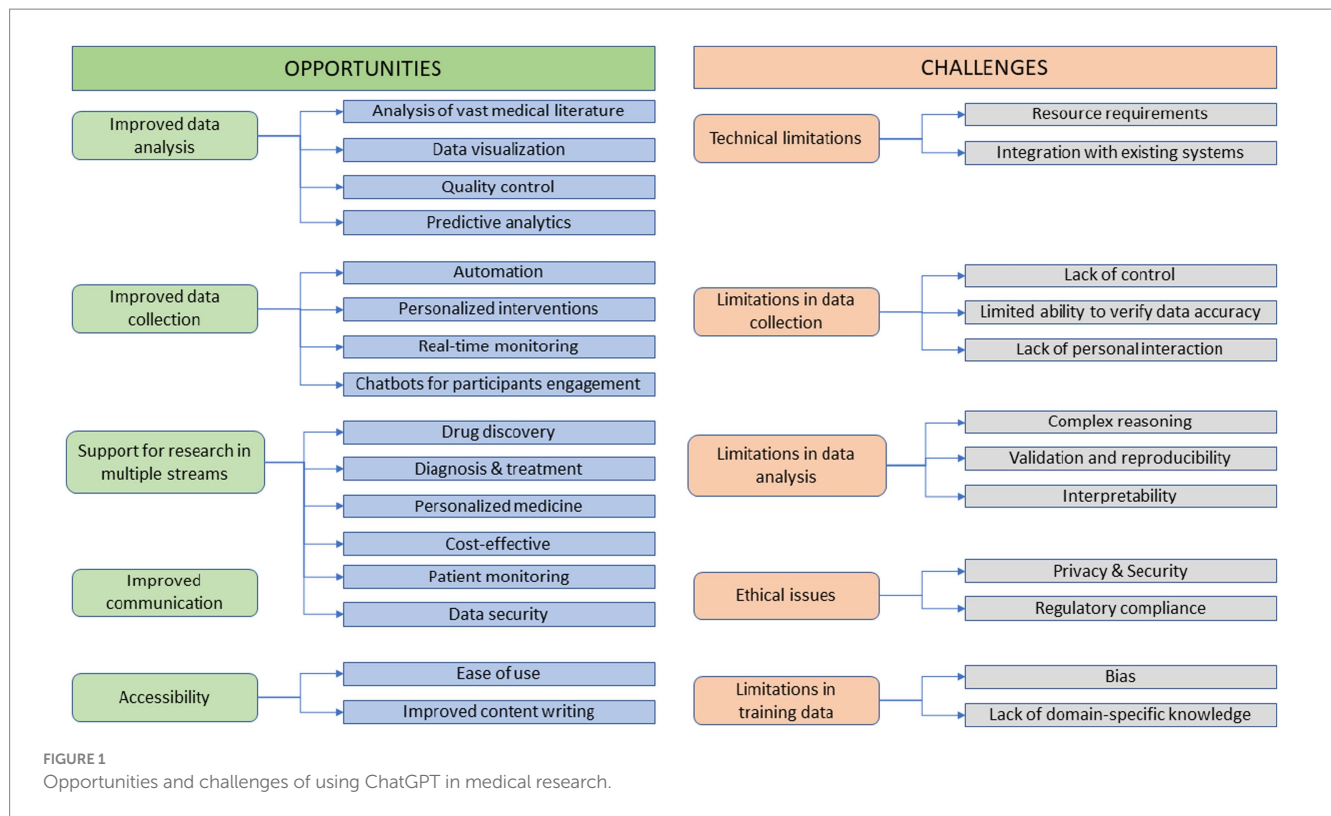 OPPORTUNITIES
Improved data
analysis
Analysis of vast medical literature
Data visualization
Quality control
Predictive analytics
Improved data
collection
Automation
Personalized interventions
Real-time monitoring
Chatbots for participants engagement
Support for research in
multiple streams
Drug discovery
Diagnosis & treatment
Personalized medicine
Cost-effective
Patient monitoring
Data security
Improved
communication
Accessibility
Ease of use
Improved content writing
CHALLENGES
Technical limitations
Resource requirements
Integration with existing systems
Limitations in data
collection
Lack of control
Limited ability to verify data accuracy
Lack of personal interaction
Limitations in data
analysis
Complex reasoning
Validation and reproducibility
Interpretability
Ethical issues
Privacy & Security
Regulatory compliance
Limitations in
training data
Bias
Lack of domain-specific knowledge
FIGURE 1
Opportunities and challenges of using ChatGPT in medical research.